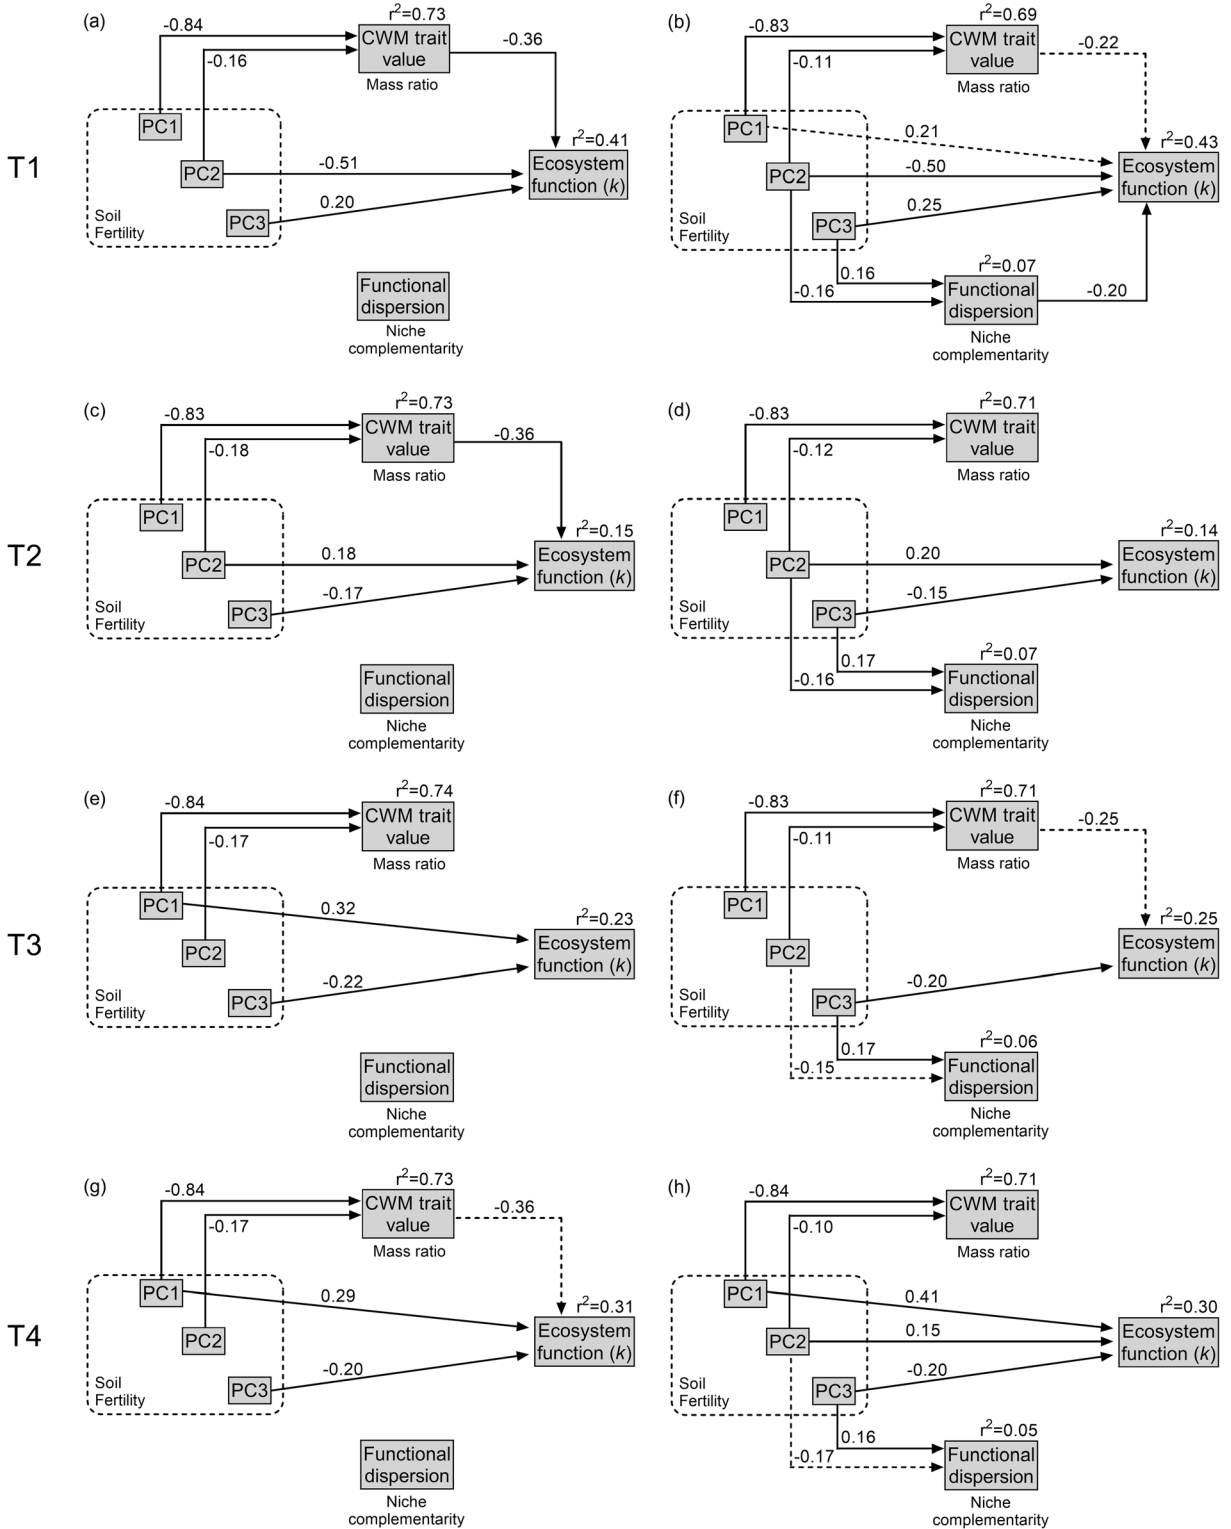 T1
(a)
r²=0.73
-0.84
CWM trait
value
-0.36
-0.16
Mass ratio
PC1
r²=0.41
PC2
-0.51
Ecosystem
function (k)
0.20
PC3
Soil
Fertility
Functional
dispersion
Niche
complementarity
(b)
r²=0.69
-0.83
CWM trait
value
-0.22
-0.11
Mass ratio
PC1
0.21
r²=0.43
PC2
-0.50
Ecosystem
function (k)
0.25
PC3
Soil
Fertility
r²=0.07
0.16
-0.16
Functional
dispersion
-0.20
Niche
complementarity
T2
(c)
r²=0.73
-0.83
CWM trait
value
-0.36
-0.18
Mass ratio
PC1
r²=0.15
PC2
0.18
Ecosystem
function (k)
-0.17
PC3
Soil
Fertility
Functional
dispersion
Niche
complementarity
(d)
r²=0.71
-0.83
CWM trait
value
-0.12
Mass ratio
PC1
r²=0.14
PC2
0.20
Ecosystem
function (k)
-0.15
PC3
Soil
Fertility
r²=0.07
0.17
-0.16
Functional
dispersion
Niche
complementarity
T3
(e)
r²=0.74
-0.84
CWM trait
value
-0.17
Mass ratio
PC1
0.32
r²=0.23
PC2
Ecosystem
function (k)
-0.22
PC3
Soil
Fertility
Functional
dispersion
Niche
complementarity
(f)
r²=0.71
-0.83
CWM trait
value
-0.25
-0.11
Mass ratio
PC1
r²=0.25
PC2
Ecosystem
function (k)
-0.20
PC3
Soil
Fertility
r²=0.06
0.17
-0.15
Functional
dispersion
Niche
complementarity
T4
(g)
r²=0.73
-0.84
CWM trait
value
-0.36
-0.17
Mass ratio
PC1
0.29
r²=0.31
PC2
Ecosystem
function (k)
-0.20
PC3
Soil
Fertility
Functional
dispersion
Niche
complementarity
(h)
r²=0.71
-0.84
CWM trait
value
-0.10
Mass ratio
PC1
0.41
r²=0.30
PC2
0.15
Ecosystem
function (k)
-0.20
PC3
Soil
Fertility
r²=0.05
0.16
-0.17
Functional
dispersion
Niche
complementarity